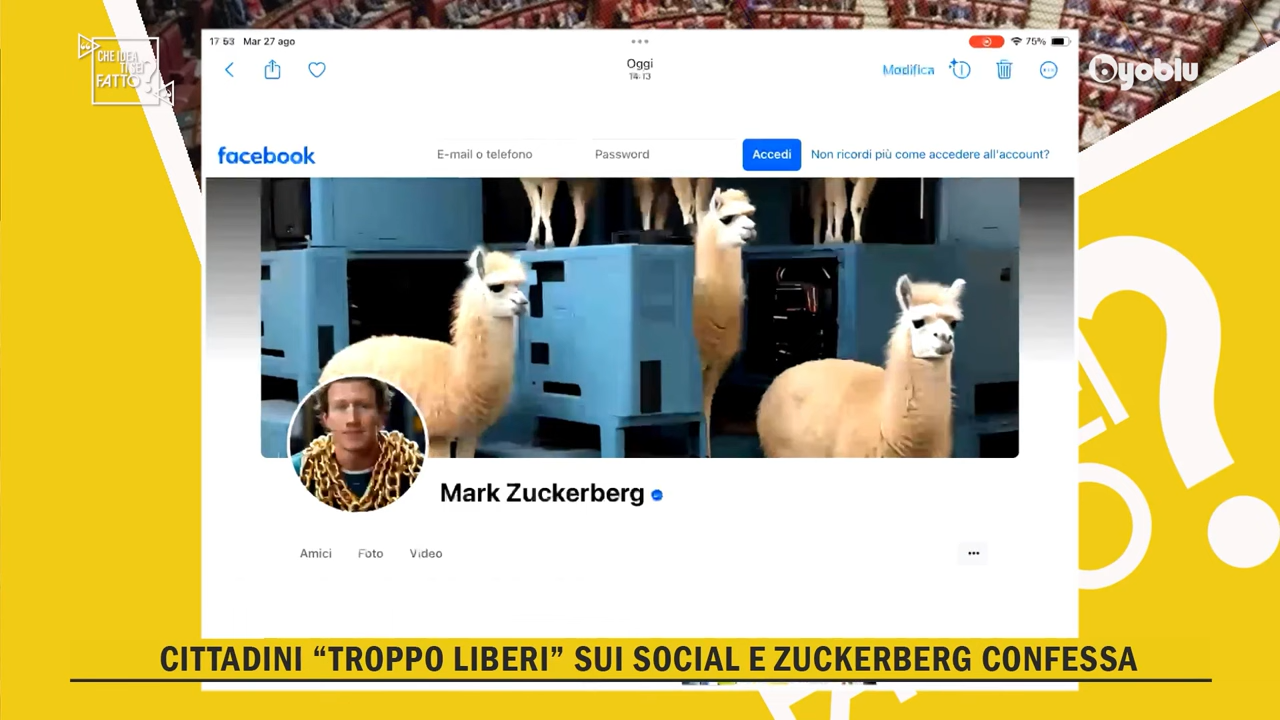 17 53 Mar 27 ago
75%
CHE IDEA
TI SEI
FATTO?
Oggi
14:13
Modifica
Byoblu
facebook
E-mail o telefono
Password
Accedi
Non ricordi più come accedere all'account?
Mark Zuckerberg
Amici
Foto
Video
CITTADINI “TROPPO LIBERI” SUI SOCIAL E ZUCKERBERG CONFESSA